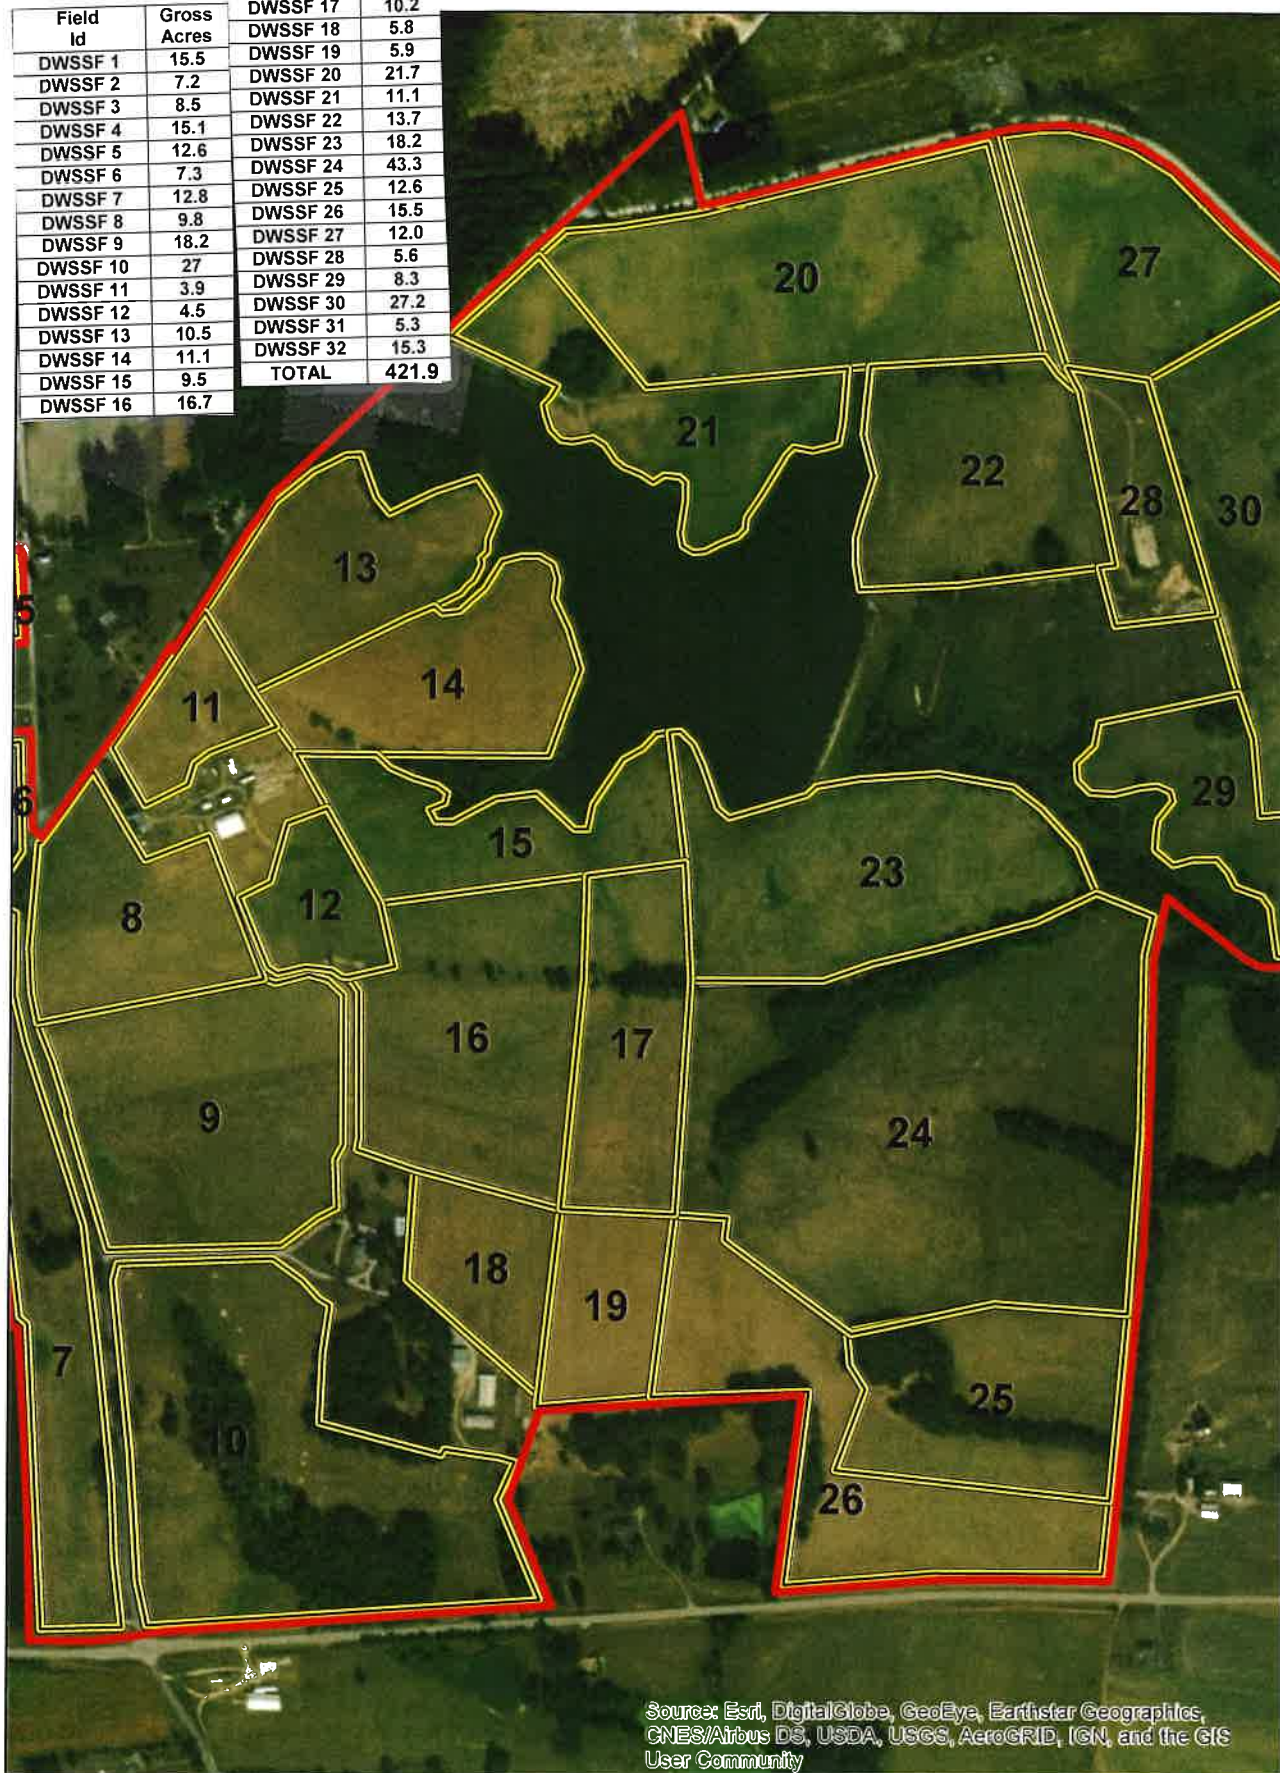 Field Id Gross Acres
DWSSF 1 15.5
DWSSF 2 7.2
DWSSF 3 8.5
DWSSF 4 15.1
DWSSF 5 12.6
DWSSF 6 7.3
DWSSF 7 12.8
DWSSF 8 9.8
DWSSF 9 18.2
DWSSF 10 27
DWSSF 11 3.9
DWSSF 12 4.5
DWSSF 13 10.5
DWSSF 14 11.1
DWSSF 15 9.5
DWSSF 16 16.7
DWSSF 17 10.2
DWSSF 18 5.8
DWSSF 19 5.9
DWSSF 20 21.7
DWSSF 21 11.1
DWSSF 22 13.7
DWSSF 23 18.2
DWSSF 24 43.3
DWSSF 25 12.6
DWSSF 26 15.5
DWSSF 27 12.0
DWSSF 28 5.6
DWSSF 29 8.3
DWSSF 30 27.2
DWSSF 31 5.3
DWSSF 32 15.3
TOTAL 421.9
27
20
21
22
28
30
13
5
14
11
6
29
15
23
12
8
16
17
9
24
18
19
7
25
10
26
Source: Esri, DigitalGlobe, GeoEye, Earthstar Geographics,
CNES/Airbus DS, USDA, USGS, AeroGRID, IGN, and the GIS
User Community